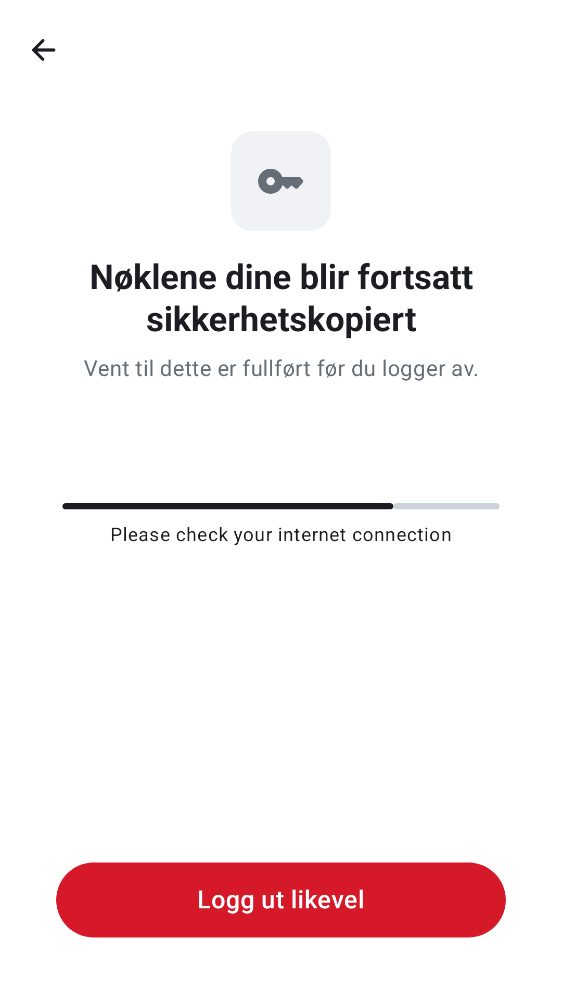 Nøklene dine blir fortsatt
sikkerhetskopiert
Vent til dette er fullført før du logger av.
Please check your internet connection
Logg ut likevel